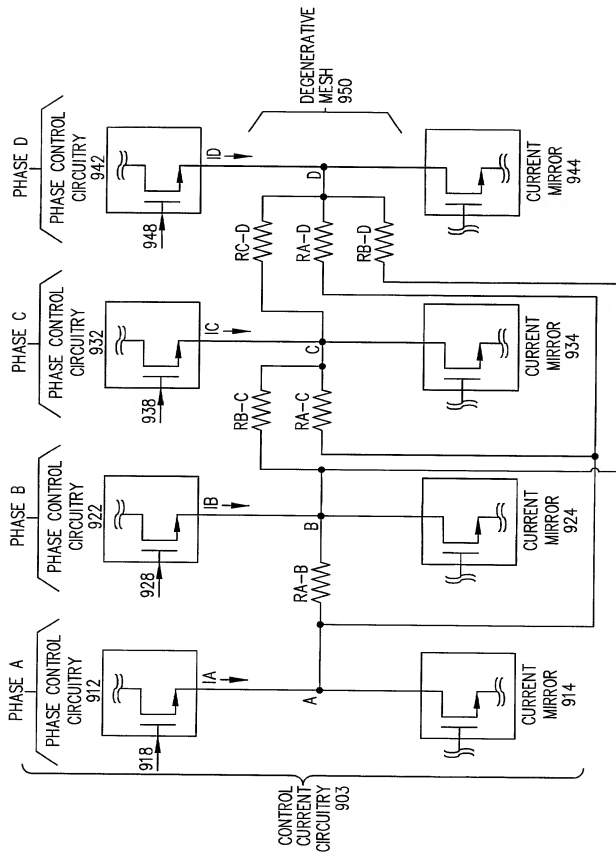 PHASE A
PHASE CONTROL
CIRCUITRY
912
918
IA
A
CURRENT
MIRROR
914
PHASE B
PHASE CONTROL
CIRCUITRY
922
928
IB
B
RA-B
CURRENT
MIRROR
924
PHASE C
PHASE CONTROL
CIRCUITRY
932
938
IC
C
RB-C
RA-C
CURRENT
MIRROR
934
PHASE D
PHASE CONTROL
CIRCUITRY
942
948
ID
D
RC-D
RA-D
RB-D
CURRENT
MIRROR
944
DEGENERATIVE
MESH
950
CONTROL
CURRENT
CIRCUITRY
903